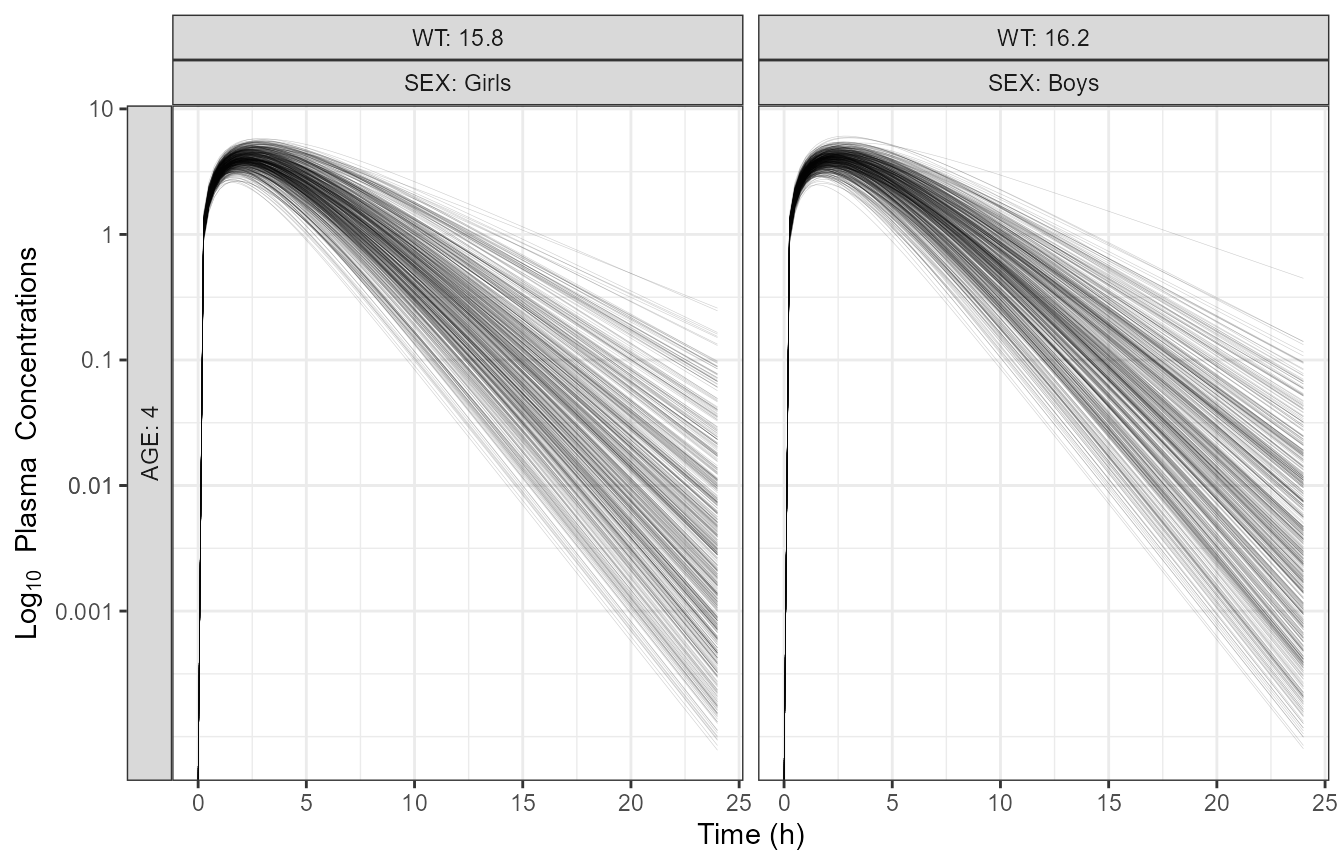 WT: 15.8
WT: 16.2
SEX: Girls
SEX: Boys
10
1
0.1
0.01
0.001
Log₁₀ Plasma Concentrations
AGE: 4
0 5 10 15 20 25
0 5 10 15 20 25
Time (h)